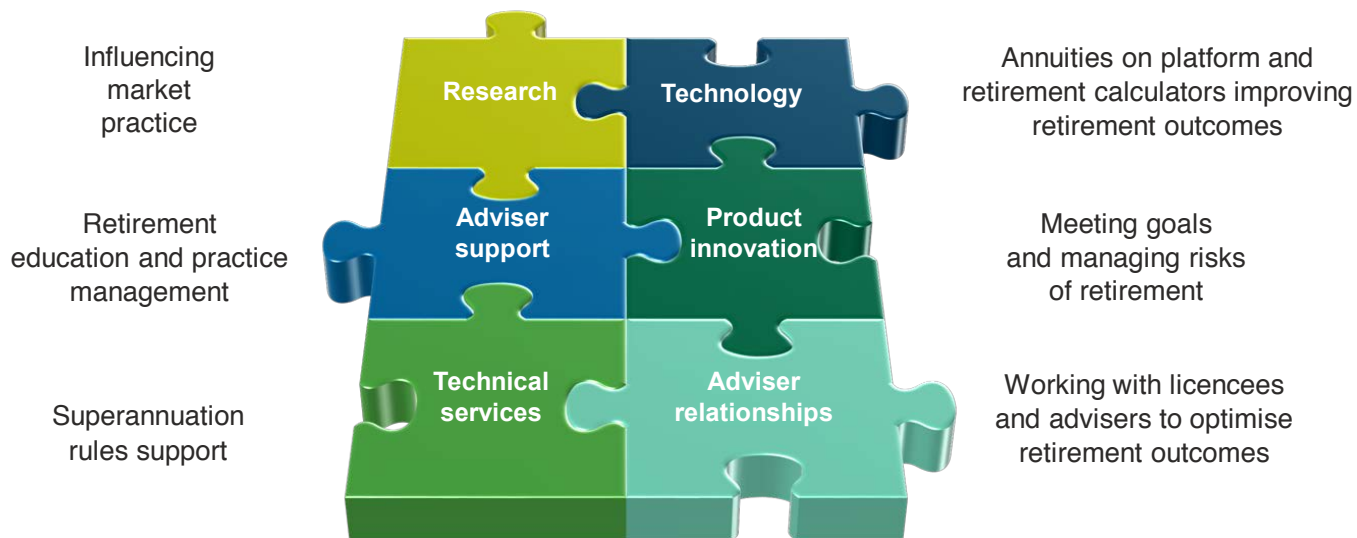 Influencing
market
practice
Research
Technology
Annuities on platform and
retirement calculators improving
retirement outcomes
Retirement
education and practice
management
Adviser
support
Product
innovation
Meeting goals
and managing risks
of retirement
Superannuation
rules support
Technical
services
Adviser
relationships
Working with licencees
and advisers to optimise
retirement outcomes